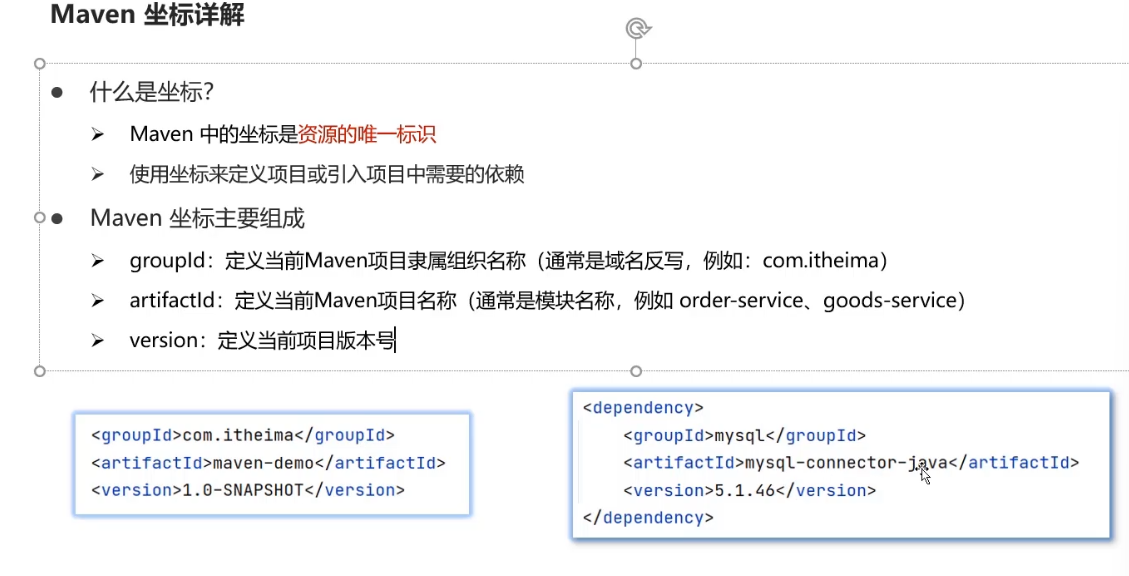 Maven 坐标详解
什么是坐标？
Maven 中的坐标是资源的唯一标识
使用坐标来定义项目或引入项目中需要的依赖
Maven 坐标主要组成
groupId：定义当前Maven项目隶属组织名称（通常是域名反写，例如：com.itheima）
artifactId：定义当前Maven项目名称（通常是模块名称，例如 order-service、goods-service）
version：定义当前项目版本号
<groupId>com.itheima</groupId>
<artifactId>maven-demo</artifactId>
<version>1.0-SNAPSHOT</version>
<dependency>
<groupId>mysql</groupId>
<artifactId>mysql-connector-java</artifactId>
<version>5.1.46</version>
</dependency>